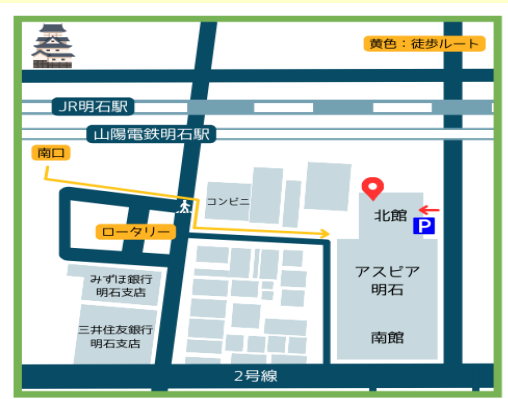 黄色：徒歩ルート
JR明石駅
山陽電鉄明石駅
南口
コンビニ
北館
P
ロータリー
アスピア
明石
みずほ銀行
明石支店
三井住友銀行
明石支店
南館
2号線